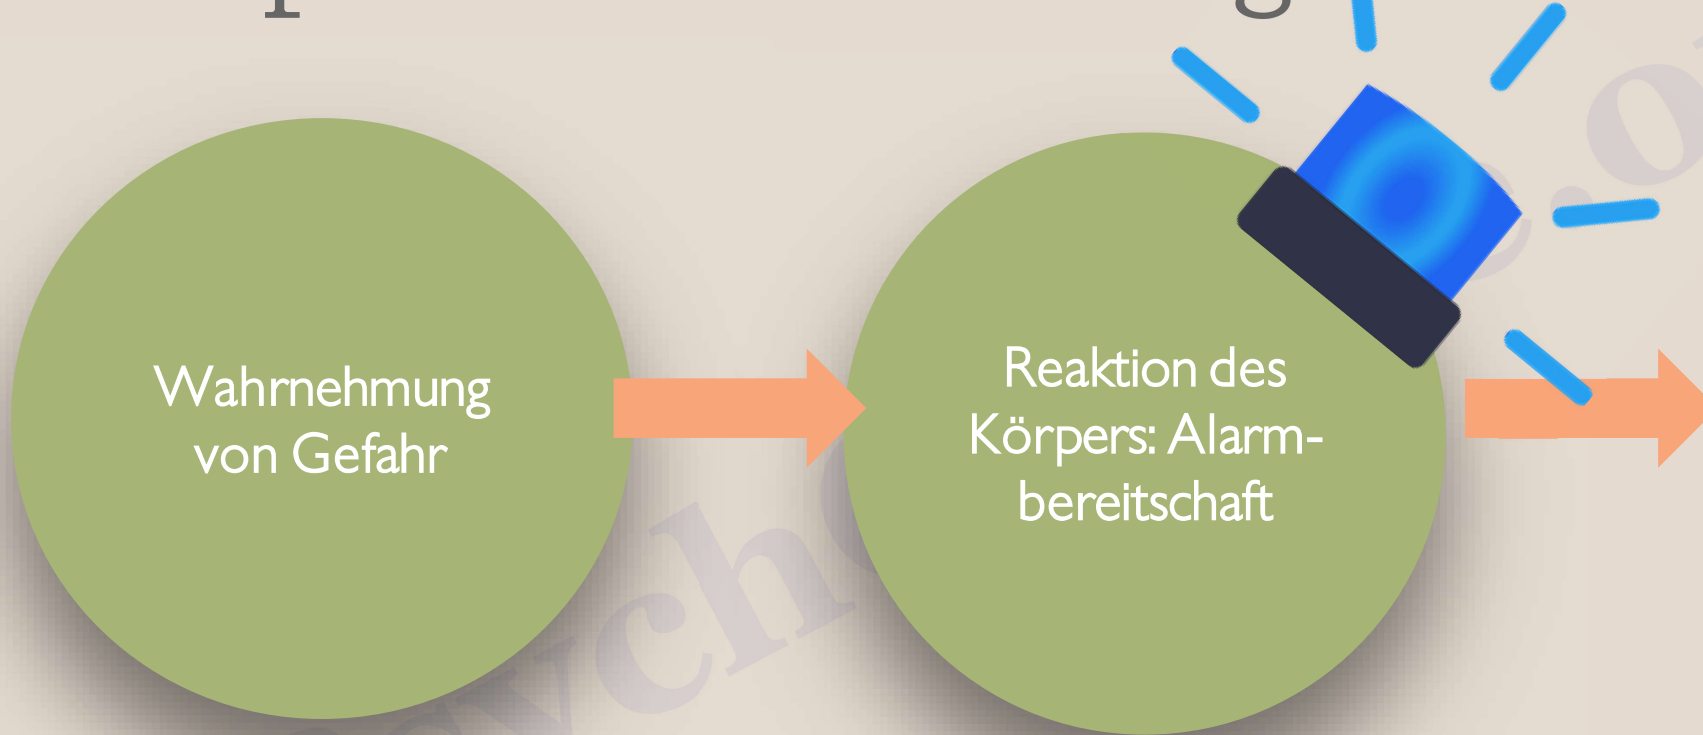 Wahrnehmung
von Gefahr
Reaktion des
Körpers: Alarm-
bereitschaft